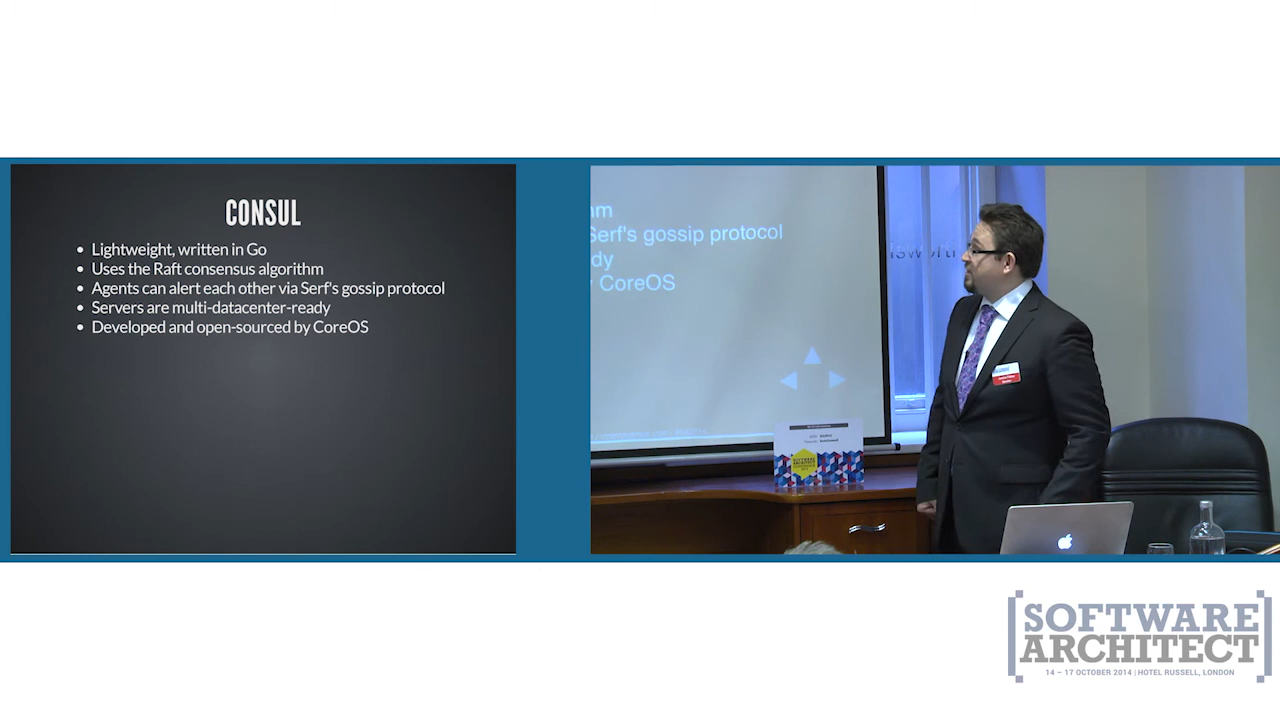 CONSUL
• Lightweight, written in Go
• Uses the Raft consensus algorithm
• Agents can alert each other via Serf's gossip protocol
• Servers are multi-datacenter-ready
• Developed and open-sourced by CoreOS
Serf's gossip protocol
CoreOS
SOFTWARE
ARCHITECT
[SOFTWARE
ARCHITECT]
14 – 17 OCTOBER 2014 | HOTEL RUSSELL, LONDON